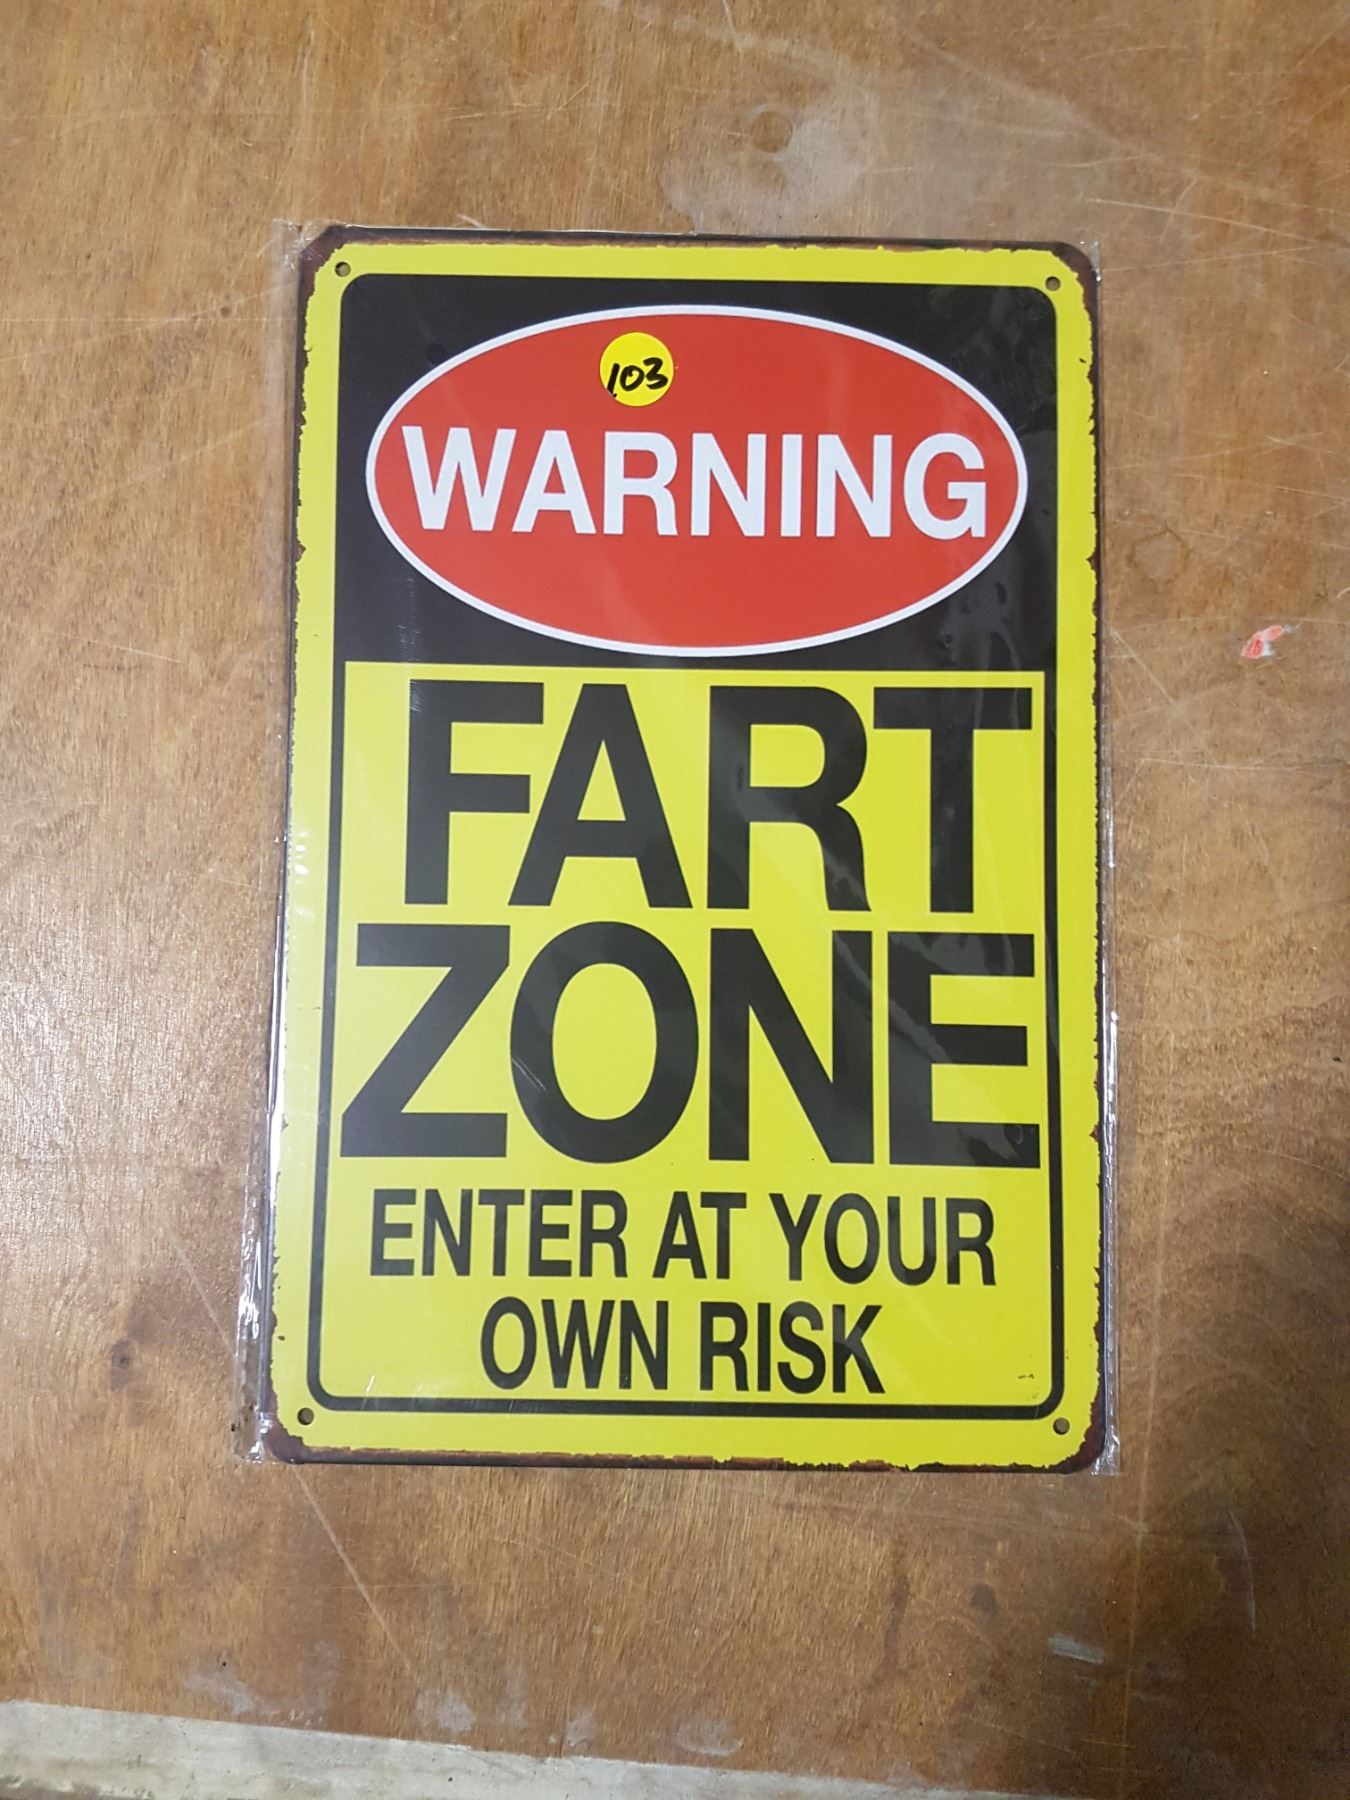 103
WARNING
FART
ZONE
ENTER AT YOUR
OWN RISK